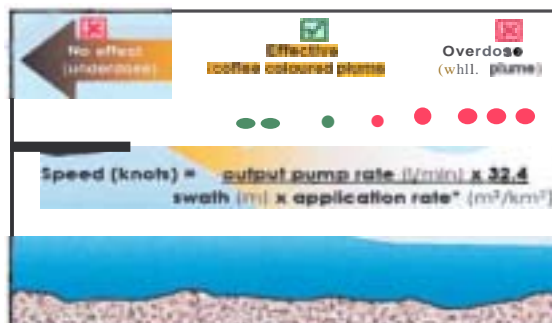 No effect
(underdose)
Effective
coffee coloured plume
Overdose
(whll. plume)
Speed (knots) = output pump rate (l/min) x 32.4
swath (m) x application rate* (m³/km²)